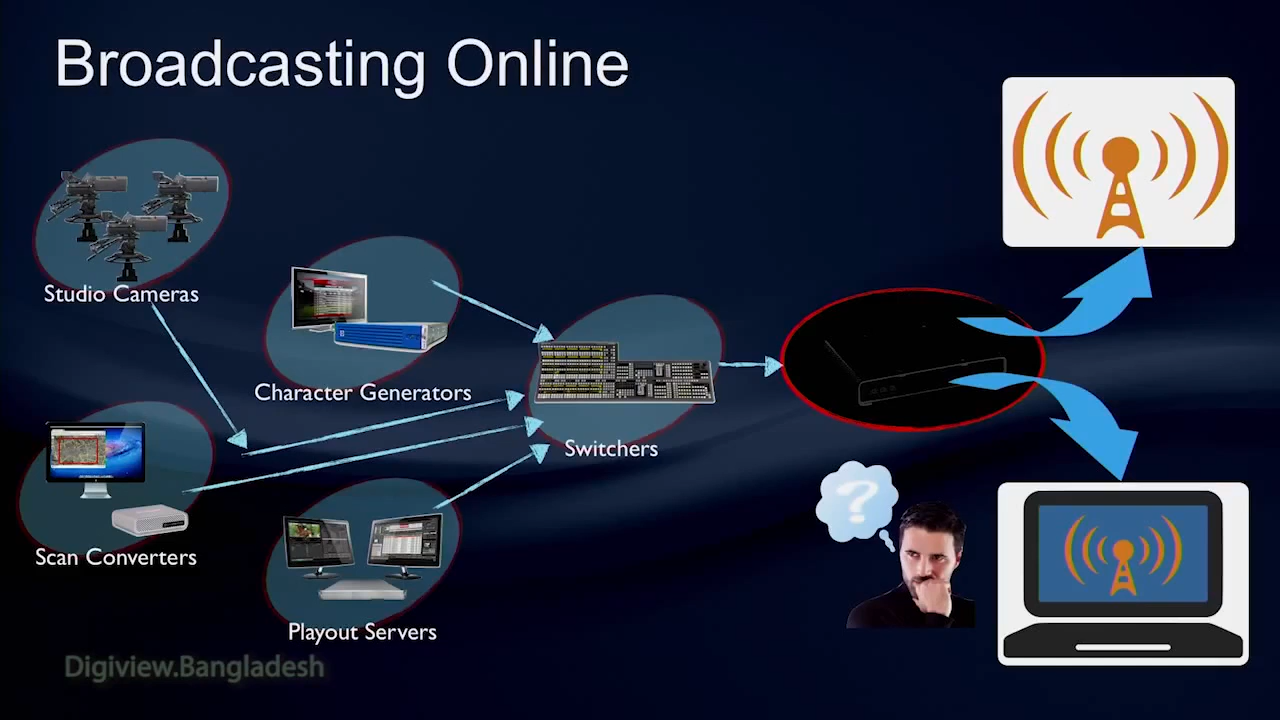 Broadcasting Online
Studio Cameras
Character Generators
Switchers
Scan Converters
Playout Servers
?
Digiview.Bangladesh